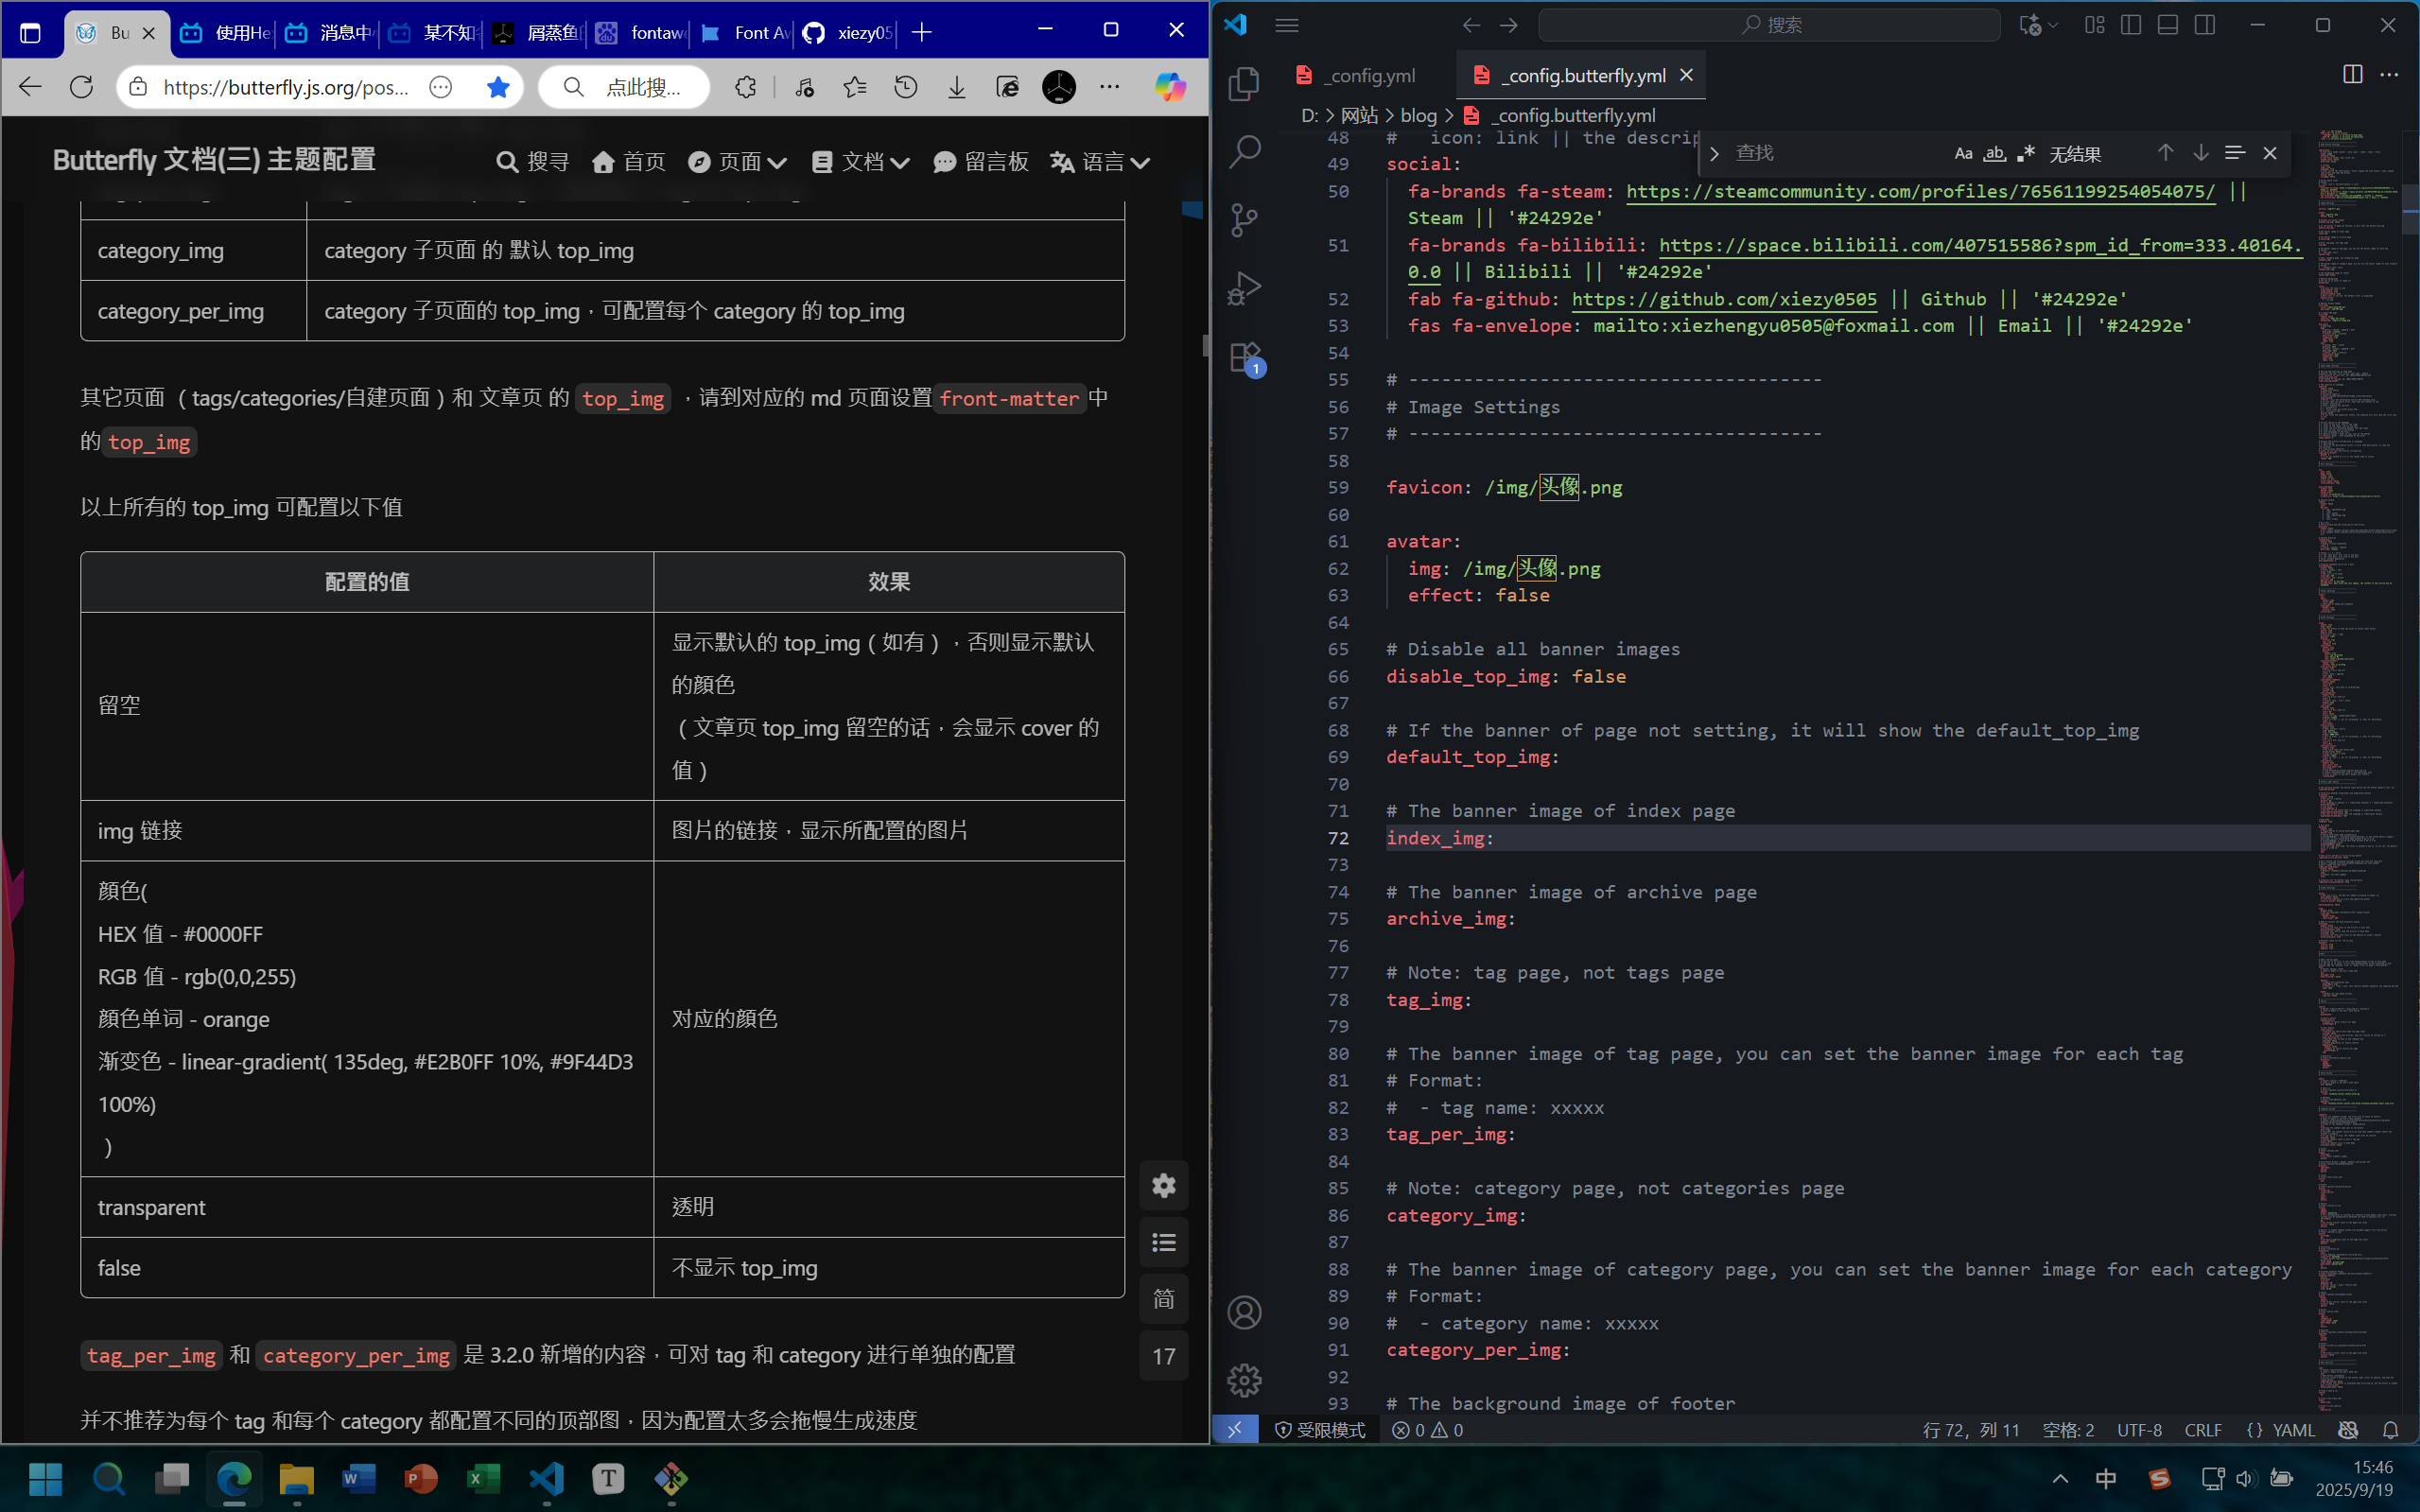 Bu
使用He
消息中
某不知
屑蒸鱼
fontaw
Font Aw
xiezy05
https://butterfly.js.org/pos...
点此搜...
Butterfly 文档(三) 主题配置
搜寻
首页
页面
文档
留言板
语言
category_img
category 子页面 的 默认 top_img
category_per_img
category 子页面的 top_img，可配置每个 category 的 top_img
其它页面 （ tags/categories/自建页面 ) 和 文章页 的 top_img ，请到对应的 md 页面设置 front-matter 中
的 top_img
以上所有的 top_img 可配置以下值
配置的值
效果
留空
显示默认的 top_img（如有），否则显示默认
的顏色
（文章页 top_img 留空的话，会显示 cover 的
值）
img 链接
图片的链接，显示所配置的图片
顏色(
HEX 值 - #0000FF
RGB 值 - rgb(0,0,255)
顏色单词 - orange
渐变色 - linear-gradient( 135deg, #E2B0FF 10%, #9F44D3
100%)
)
对应的顏色
transparent
透明
false
不显示 top_img
tag_per_img 和 category_per_img 是 3.2.0 新增的内容，可对 tag 和 category 进行单独的配置
并不推荐为每个 tag 和每个 category 都配置不同的顶部图，因为配置太多会拖慢生成速度
简
17
搜索
_config.yml
_config.butterfly.yml
D: > 网站 > blog > _config.butterfly.yml
查找
Aa
ab
无结果
48 # icon: link || the descrip
49 social:
50 fa-brands fa-steam: https://steamcommunity.com/profiles/76561199254054075/ ||
Steam || '#24292e'
51 fa-brands fa-bilibili: https://space.bilibili.com/407515586?spm_id_from=333.40164.
0.0 || Bilibili || '#24292e'
52 fab fa-github: https://github.com/xiezy0505 || Github || '#24292e'
53 fas fa-envelope: mailto:xiezhengyu0505@foxmail.com || Email || '#24292e'
54
55 # --------------------------------------
56 # Image Settings
57 # --------------------------------------
58
59 favicon: /img/头像.png
60
61 avatar:
62 img: /img/头像.png
63 effect: false
64
65 # Disable all banner images
66 disable_top_img: false
67
68 # If the banner of page not setting, it will show the default_top_img
69 default_top_img:
70
71 # The banner image of index page
72 index_img:
73
74 # The banner image of archive page
75 archive_img:
76
77 # Note: tag page, not tags page
78 tag_img:
79
80 # The banner image of tag page, you can set the banner image for each tag
81 # Format:
82 #  - tag name: xxxxx
83 tag_per_img:
84
85 # Note: category page, not categories page
86 category_img:
87
88 # The banner image of category page, you can set the banner image for each category
89 # Format:
90 #  - category name: xxxxx
91 category_per_img:
92
93 # The background image of footer
1
受限模式
0
0
行 72，列 11
空格: 2
UTF-8
CRLF
{ } YAML
中
15:46
2025/9/19